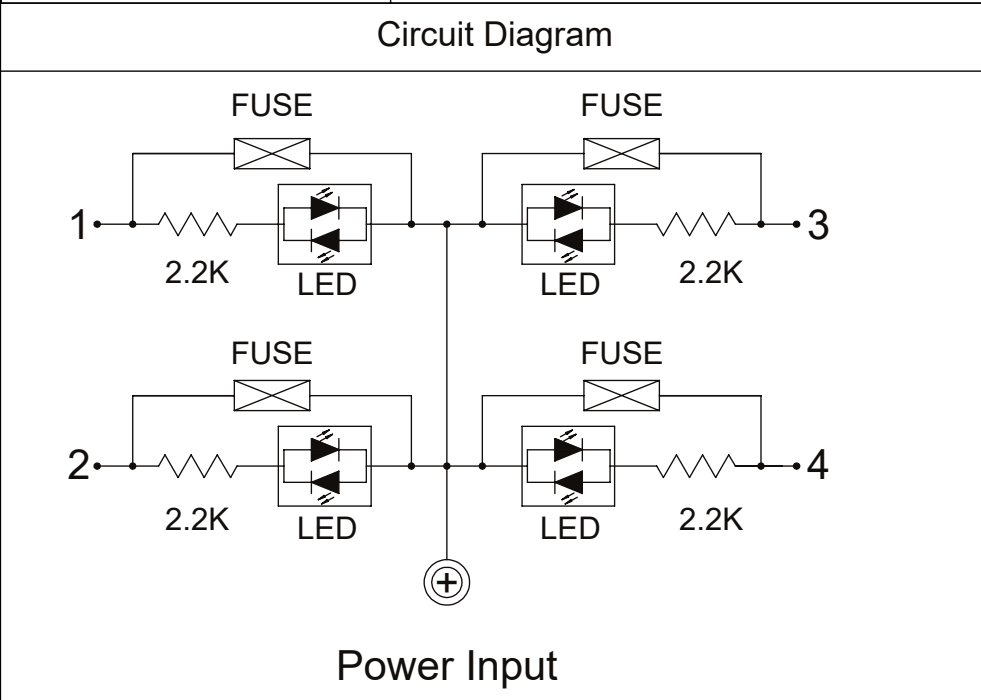 Circuit Diagram
FUSE FUSE
1 3
2.2K LED LED 2.2K
FUSE FUSE
2 4
2.2K LED LED 2.2K
+
Power Input